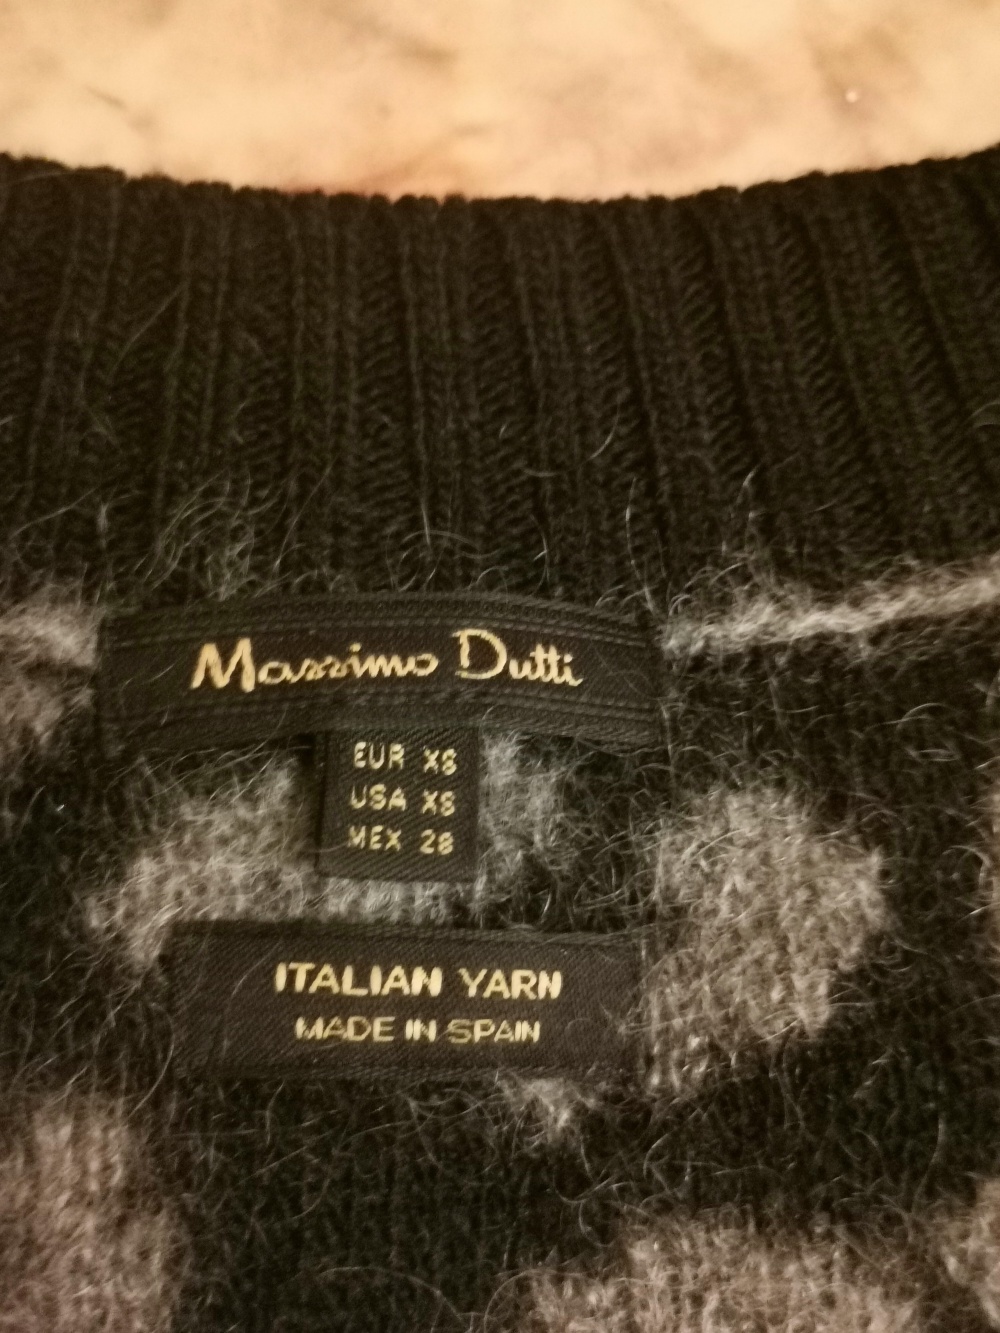 Massimo Dutti
EUR XS
USA XS
MEX 28
ITALIAN YARN
MADE IN SPAIN